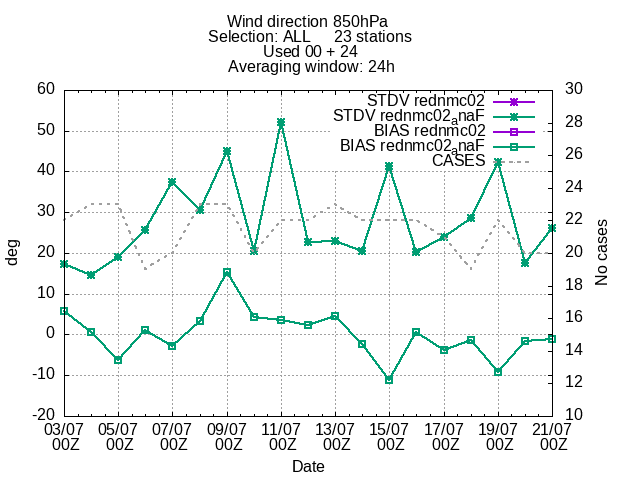 Wind direction 850hPa
Selection: ALL 23 stations
Used 00 + 24
Averaging window: 24h
STDV rednmc02
STDV rednmc02anaF
BIAS rednmc02
BIAS rednmc02anaF
CASES
60
50
40
30
20
10
0
-10
-20
deg
30
28
26
24
22
20
18
16
14
12
10
No cases
03/07 05/07 07/07 09/07 11/07 13/07 15/07 17/07 19/07 21/07
00Z 00Z 00Z 00Z 00Z 00Z 00Z 00Z 00Z 00Z
Date